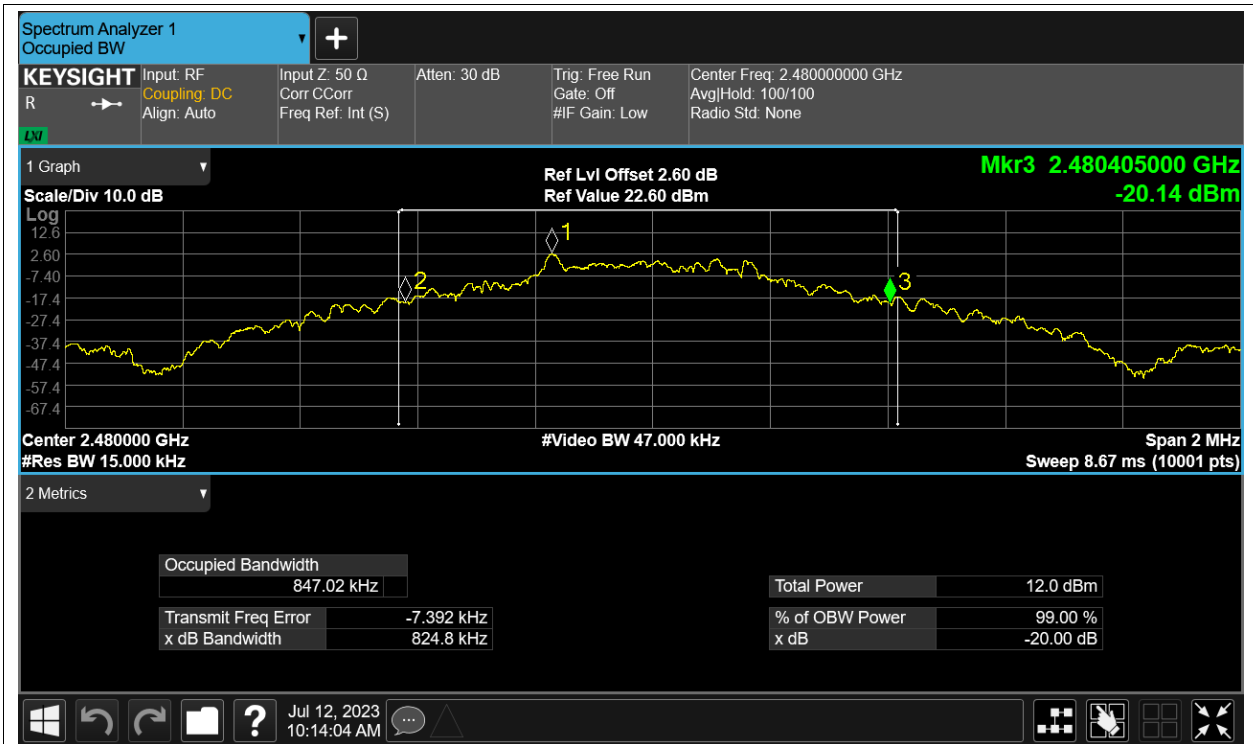 Spectrum Analyzer 1
Occupied BW
KEYSIGHT
R
LXI
Input: RF
Coupling: DC
Align: Auto
Input Z: 50 Ω
Corr CCorr
Freq Ref: Int (S)
Atten: 30 dB
Trig: Free Run
Gate: Off
#IF Gain: Low
Center Freq: 2.480000000 GHz
Avg|Hold: 100/100
Radio Std: None
1 Graph
Scale/Div 10.0 dB
Ref Lvl Offset 2.60 dB
Ref Value 22.60 dBm
Mkr3 2.480405000 GHz
-20.14 dBm
Log
12.6
2.60
-7.40
-17.4
-27.4
-37.4
-47.4
-57.4
-67.4
1
2
3
Center 2.480000 GHz
#Res BW 15.000 kHz
#Video BW 47.000 kHz
Span 2 MHz
Sweep 8.67 ms (10001 pts)
2 Metrics
Occupied Bandwidth
847.02 kHz
Transmit Freq Error -7.392 kHz
x dB Bandwidth 824.8 kHz
Total Power 12.0 dBm
% of OBW Power 99.00 %
x dB -20.00 dB
?
Jul 12, 2023
10:14:04 AM